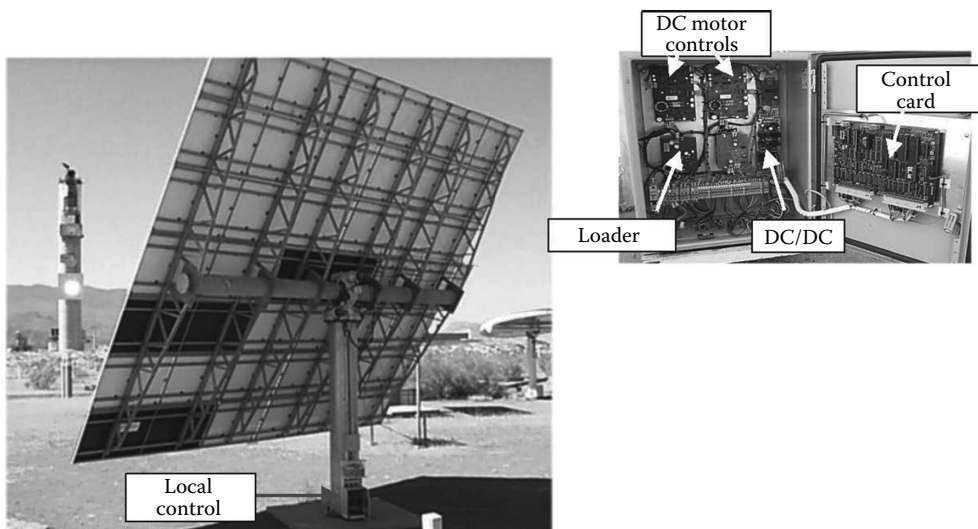 DC motor
controls
Control
card
Loader
DC/DC
Local
control